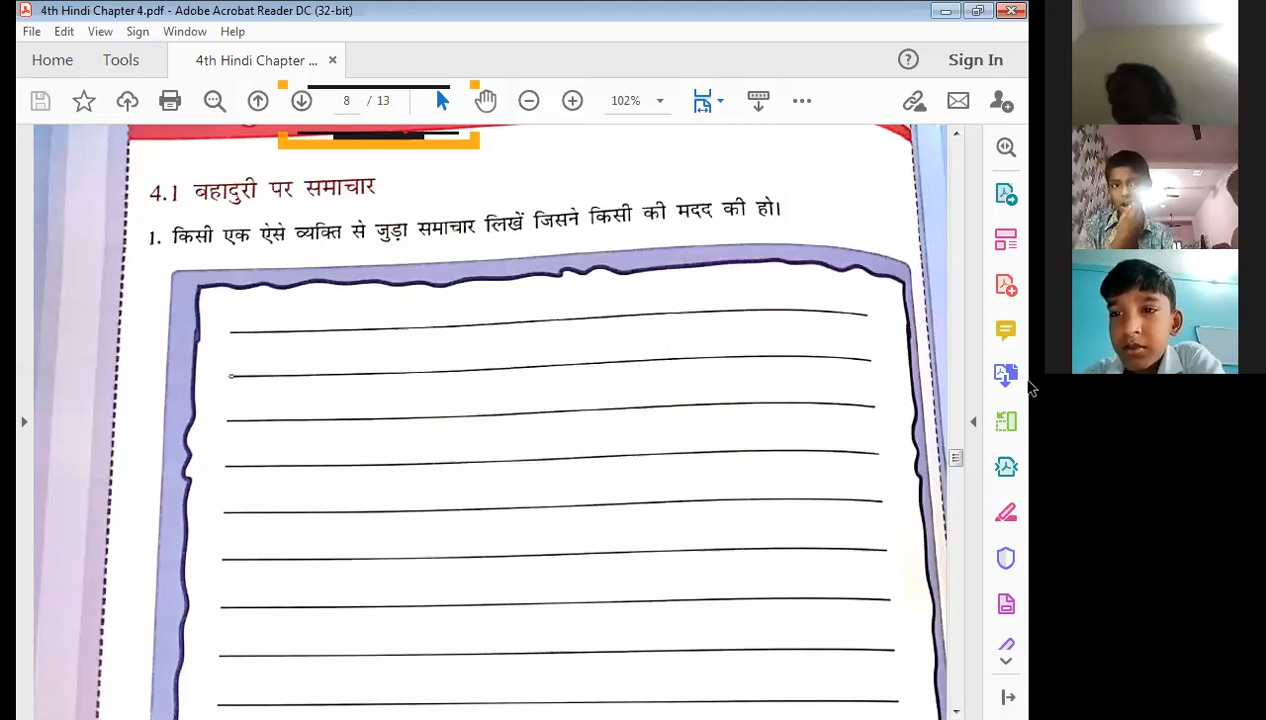 4th Hindi Chapter 4.pdf - Adobe Acrobat Reader DC (32-bit)
File Edit View Sign Window Help
Home Tools 4th Hindi Chapter ... × Sign In
8 / 13 102%
4.1 बहादुरी पर समाचार
1. किसी एक ऐसे व्यक्ति से जुड़ा समाचार लिखें जिसने किसी की मदद की हो।